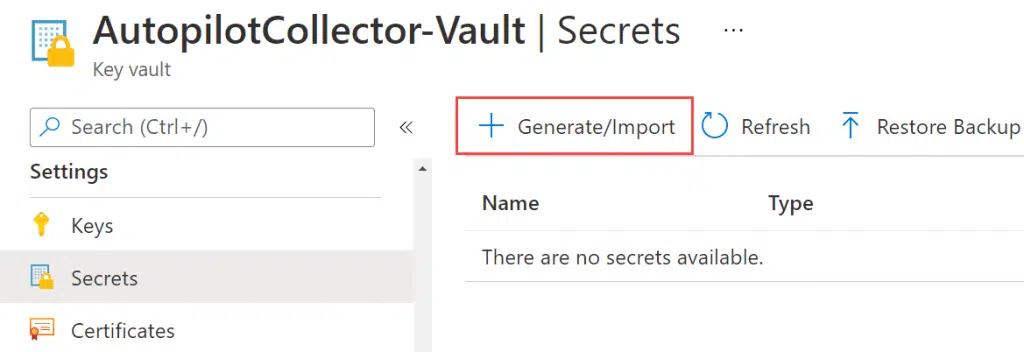 AutopilotCollector-Vault | Secrets ...
Key vault
Search (Ctrl+/)
«
Generate/Import
Refresh
Restore Backup
Settings
Keys
Secrets
Certificates
Name
Type
There are no secrets available.